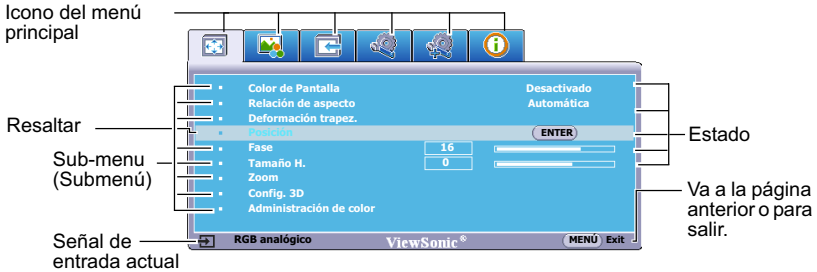 Icono del menú
principal
Color de Pantalla Desactivado
Relación de aspecto Automática
Deformación trapez.
Resaltar
Posición ENTER
Estado
Fase 16
Sub-menu
(Submenú)
Tamaño H. 0
Zoom
Config. 3D
Administración de color
Va a la página
anterior o para
salir.
Señal de
entrada actual
RGB analógico ViewSonic® MENÚ Exit